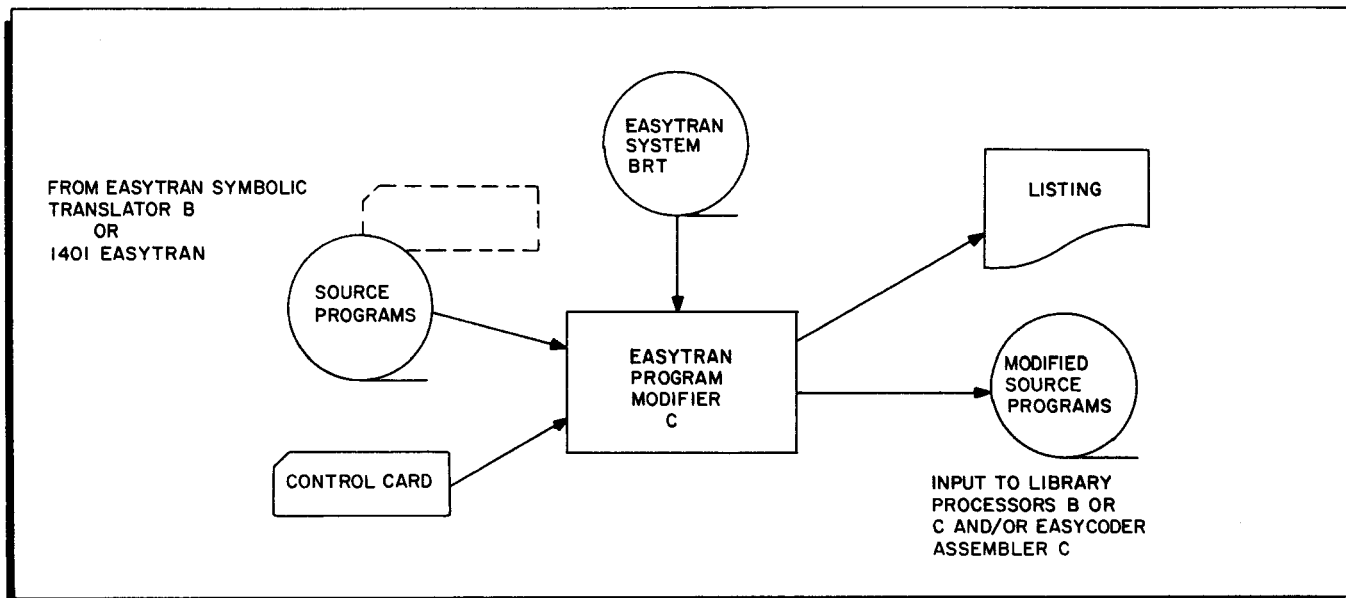 EASYTRAN
SYSTEM
BRT
FROM EASYTRAN SYMBOLIC
TRANSLATOR B
OR
1401 EASYTRAN
SOURCE
PROGRAMS
CONTROL CARD
EASYTRAN
PROGRAM
MODIFIER
C
LISTING
MODIFIED
SOURCE
PROGRAMS
INPUT TO LIBRARY
PROCESSORS B OR
C AND/OR EASYCODER
ASSEMBLER C